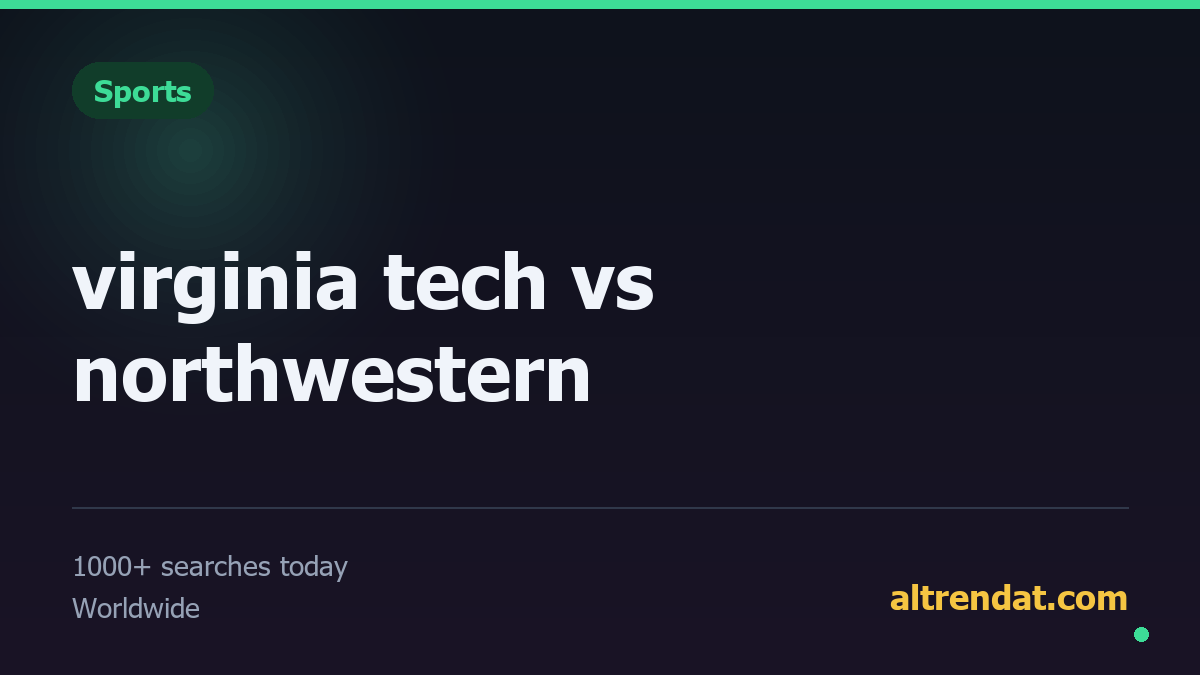 Sports
virginia tech vs
northwestern
1000+ searches today
Worldwide
altrendat.com